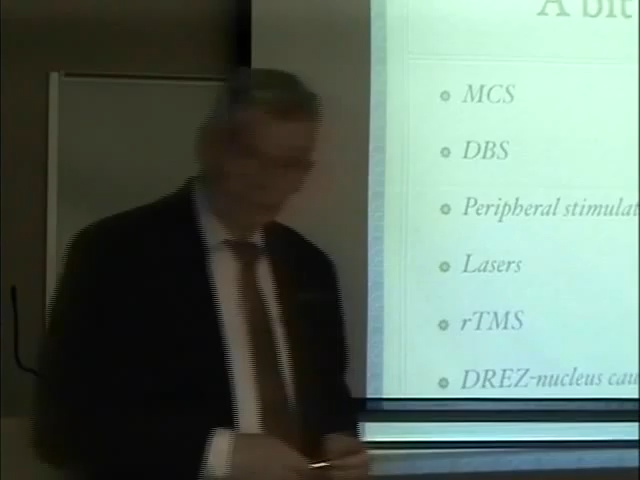 A bit
MCS
DBS
Peripheral stimulat
Lasers
rTMS
DREZ-nucleus cau